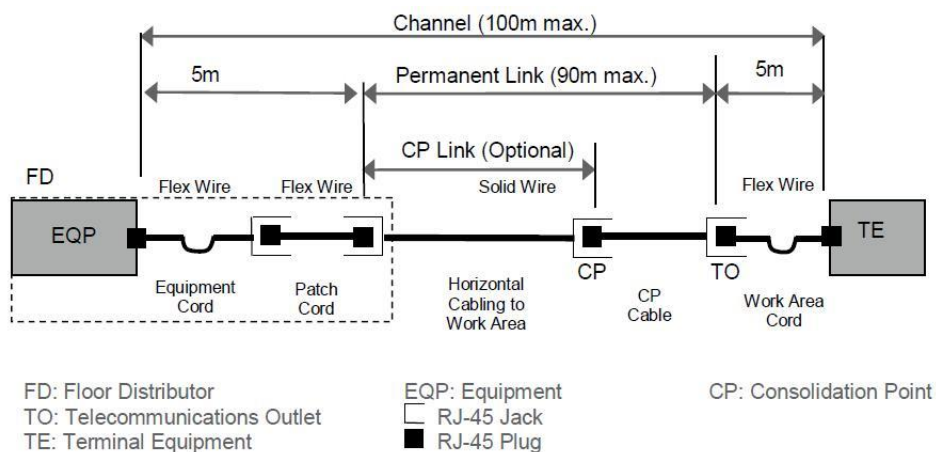 Channel (100m max.)
5m
Permanent Link (90m max.)
5m
CP Link (Optional)
FD
Flex Wire
Flex Wire
Solid Wire
Flex Wire
EQP
TE
CP
TO
Equipment
Cord
Patch
Cord
Horizontal
Cabling to
Work Area
CP
Cable
Work Area
Cord
FD: Floor Distributor
EQP: Equipment
CP: Consolidation Point
TO: Telecommunications Outlet
RJ-45 Jack
TE: Terminal Equipment
RJ-45 Plug